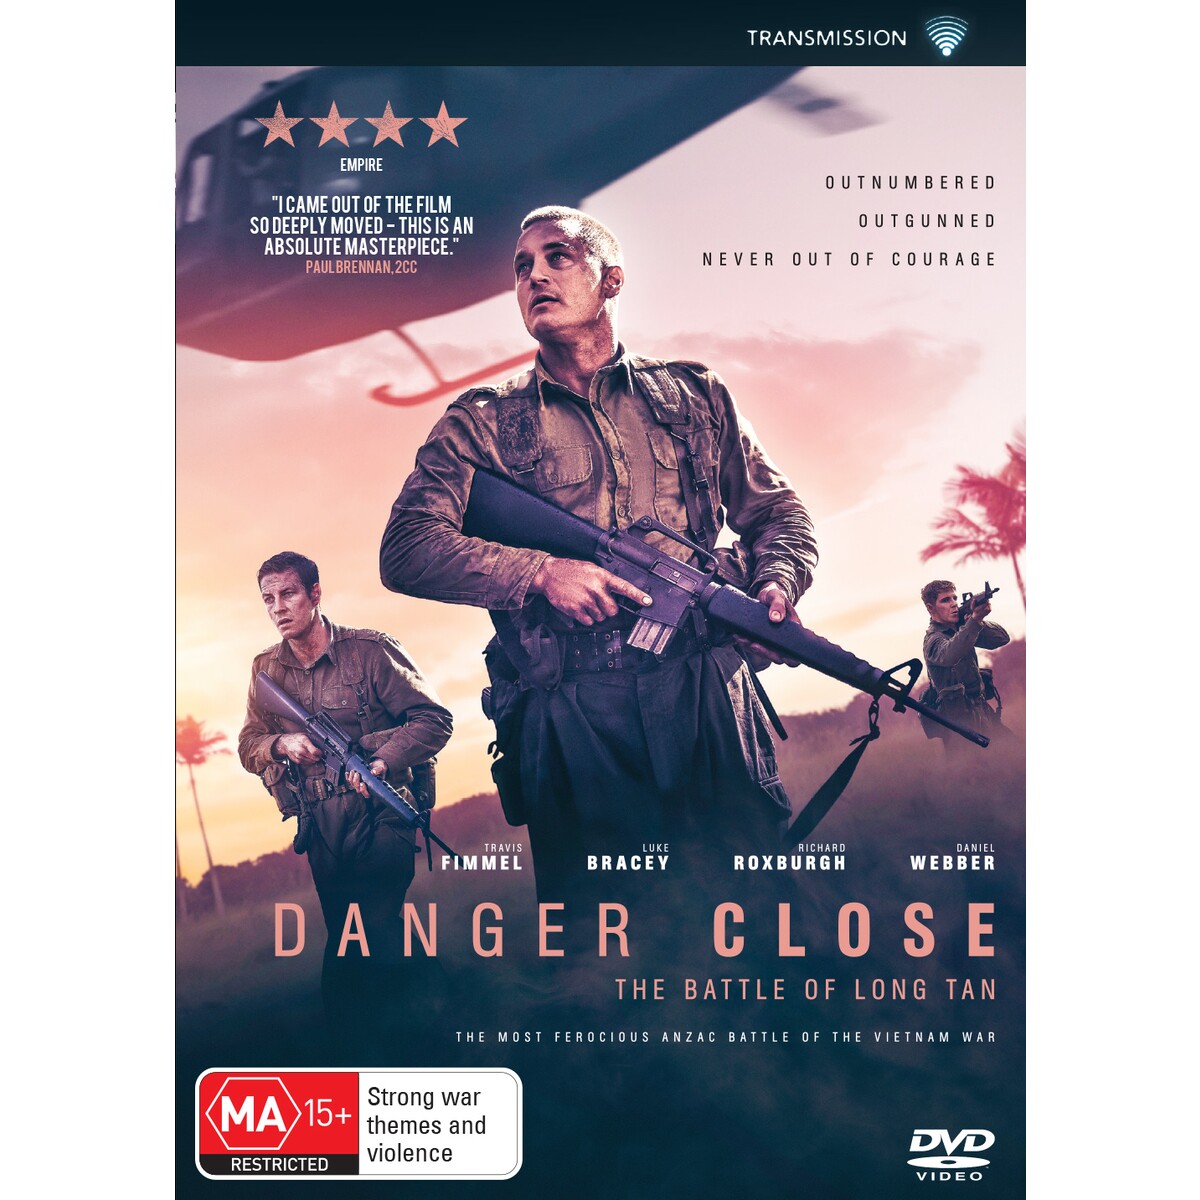 TRANSMISSION
EMPIRE
"I CAME OUT OF THE FILM
SO DEEPLY MOVED – THIS IS AN
ABSOLUTE MASTERPIECE."
PAUL BRENNAN, 2CC
OUTNUMBERED
OUTGUNNED
NEVER OUT OF COURAGE
TRAVIS
FIMMEL
LUKE
BRACEY
RICHARD
ROXBURGH
DANIEL
WEBBER
DANGER CLOSE
THE BATTLE OF LONG TAN
THE MOST FEROCIOUS ANZAC BATTLE OF THE VIETNAM WAR
MA 15+
RESTRICTED
Strong war
themes and
violence
DVD
VIDEO